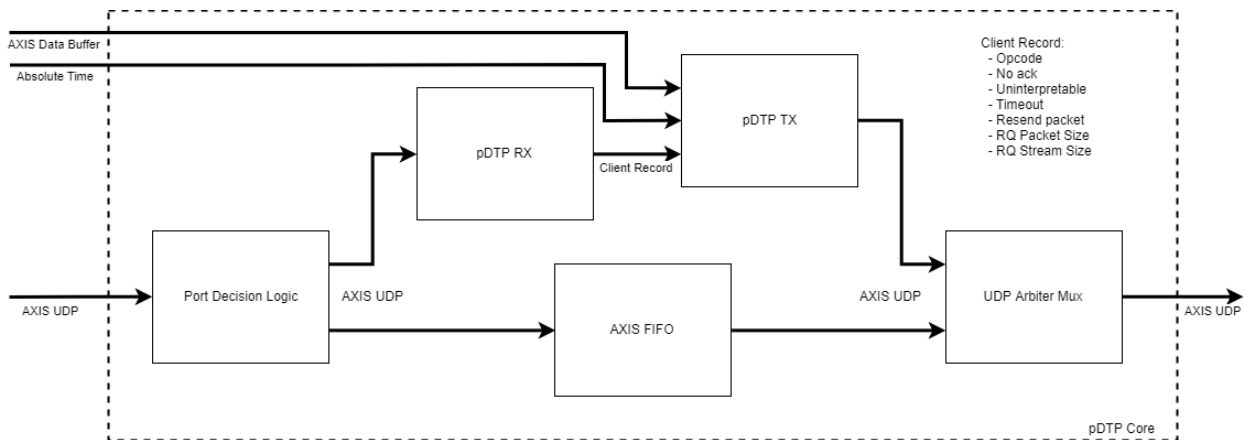 AXIS Data Buffer
Absolute Time
Client Record:
- Opcode
- No ack
- Uninterpretable
- Timeout
- Resend packet
- RQ Packet Size
- RQ Stream Size
pDTP TX
pDTP RX
Client Record
Port Decision Logic
AXIS UDP
AXIS UDP
AXIS FIFO
AXIS UDP
UDP Arbiter Mux
AXIS UDP
pDTP Core